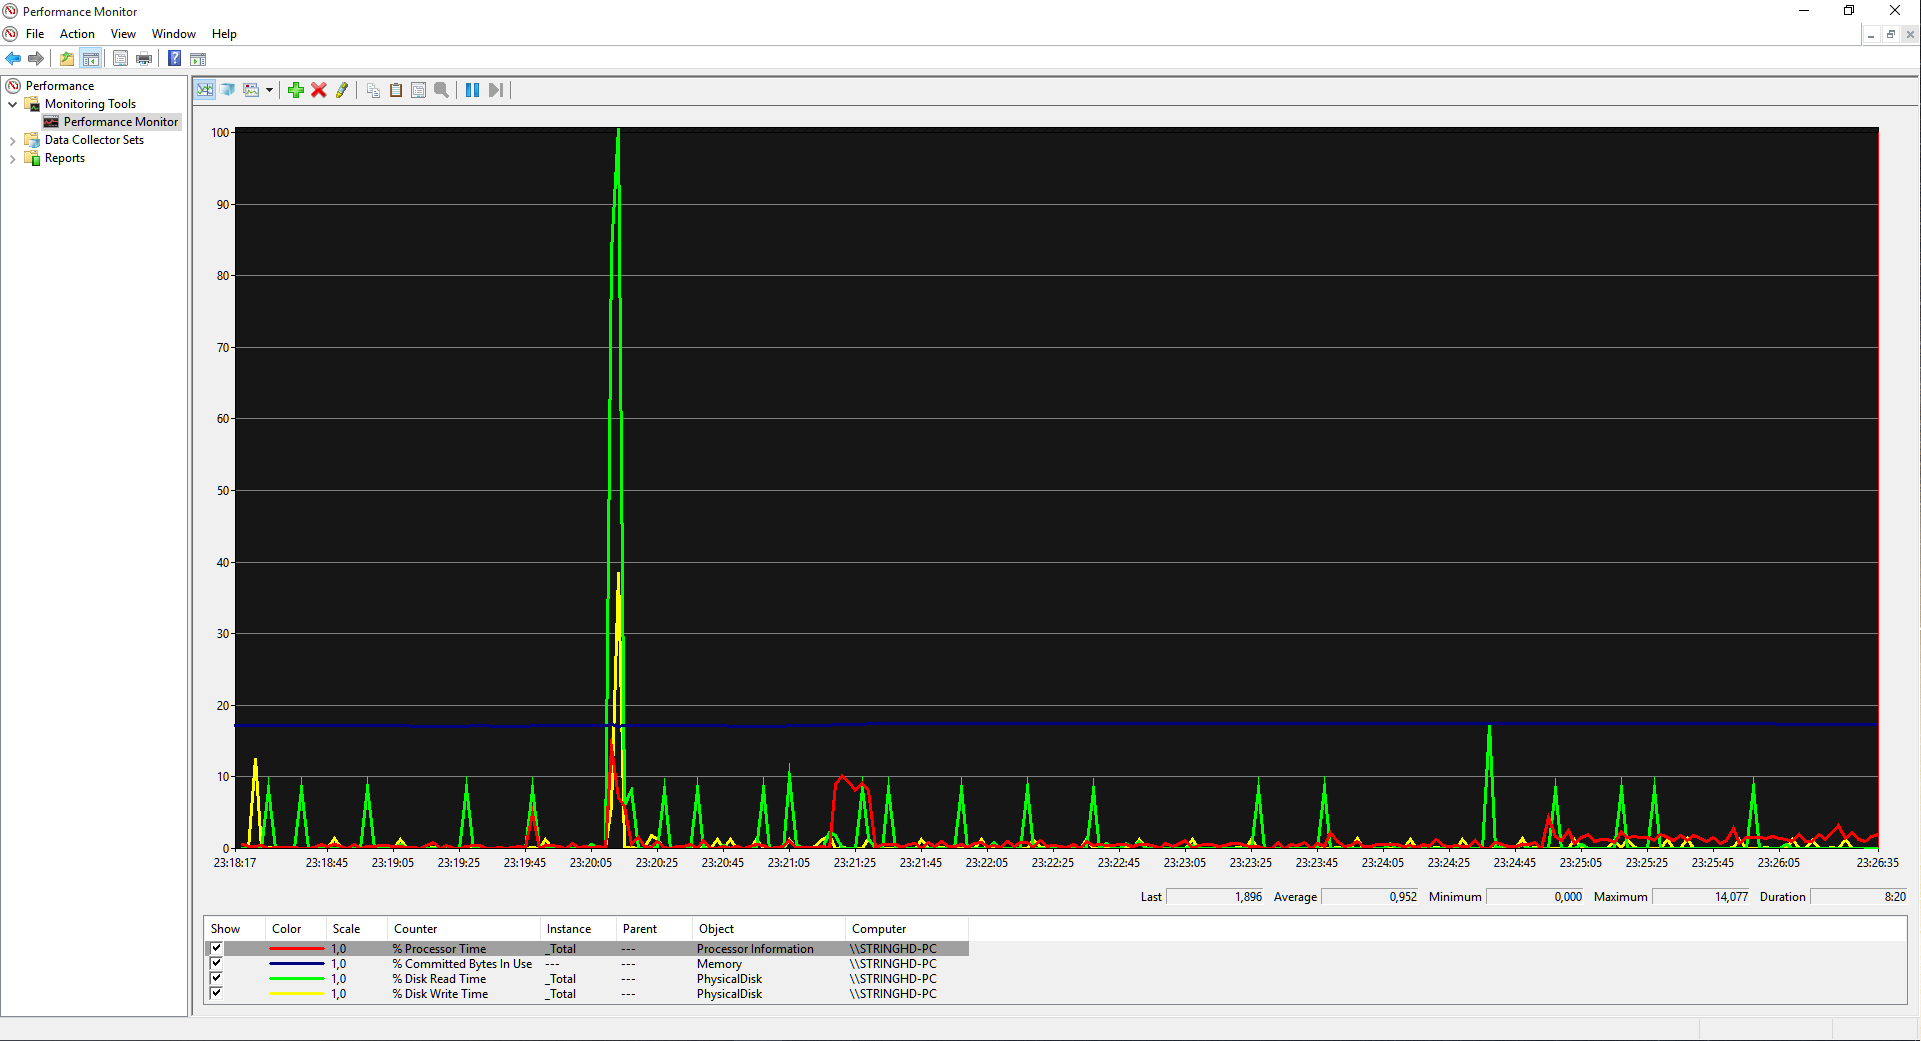 Performance Monitor
File Action View Window Help
Performance
Monitoring Tools
Performance Monitor
Data Collector Sets
Reports
100
90
80
70
60
50
40
30
20
10
0
23:18:17 23:18:45 23:19:05 23:19:25 23:19:45 23:20:05 23:20:25 23:20:45 23:21:05 23:21:25 23:21:45 23:22:05 23:22:25 23:22:45 23:23:05 23:23:25 23:23:45 23:24:05 23:24:25 23:24:45 23:25:05 23:25:25 23:25:45 23:26:05 23:26:35
Last 1,896 Average 0,952 Minimum 0,000 Maximum 14,077 Duration 8:20
Show Color Scale Counter Instance Parent Object Computer
1,0 % Processor Time _Total --- Processor Information \\STRINGHD-PC
1,0 % Committed Bytes In Use --- --- Memory \\STRINGHD-PC
1,0 % Disk Read Time _Total --- PhysicalDisk \\STRINGHD-PC
1,0 % Disk Write Time _Total --- PhysicalDisk \\STRINGHD-PC